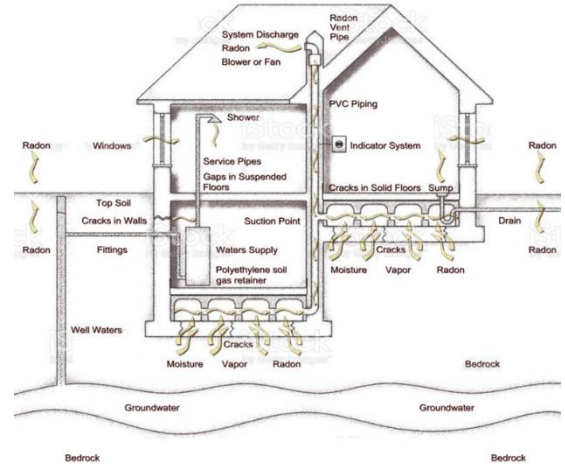 Radon
Vent
Pipe
System Discharge
Radon
Blower or Fan
PVC Piping
Shower
Radon
Windows
Indicator System
Radon
Service Pipes
Gaps in Suspended
Floors
Cracks in Solid Floors
Sump
Top Soil
Cracks in Walls
Suction Point
Drain
Radon
Fittings
Waters Supply
Cracks
Radon
Moisture
Vapor
Radon
Polyethylene soil
gas retainer
Well Waters
Cracks
Moisture
Vapor
Radon
Bedrock
Groundwater
Groundwater
Bedrock
Bedrock
iStock